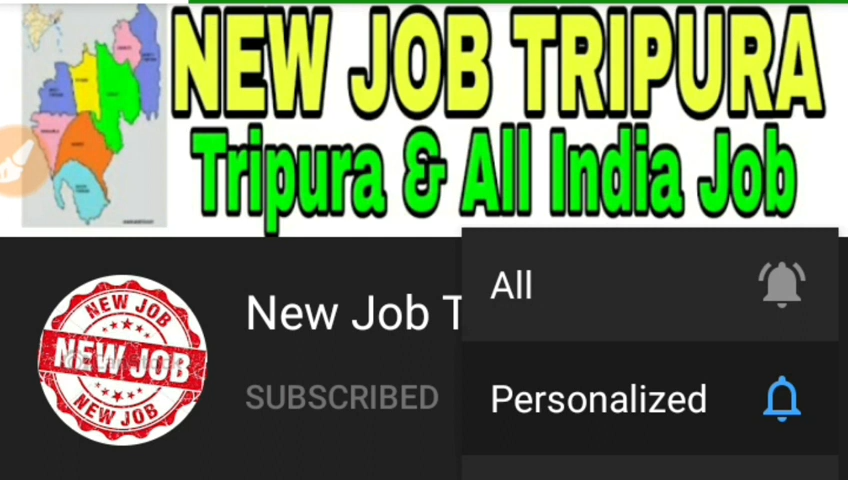 NEW JOB TRIPURA
Tripura & All India Job
NEW JOB
NEW JOB
NEW JOB
New Job T
SUBSCRIBED
All
Personalized